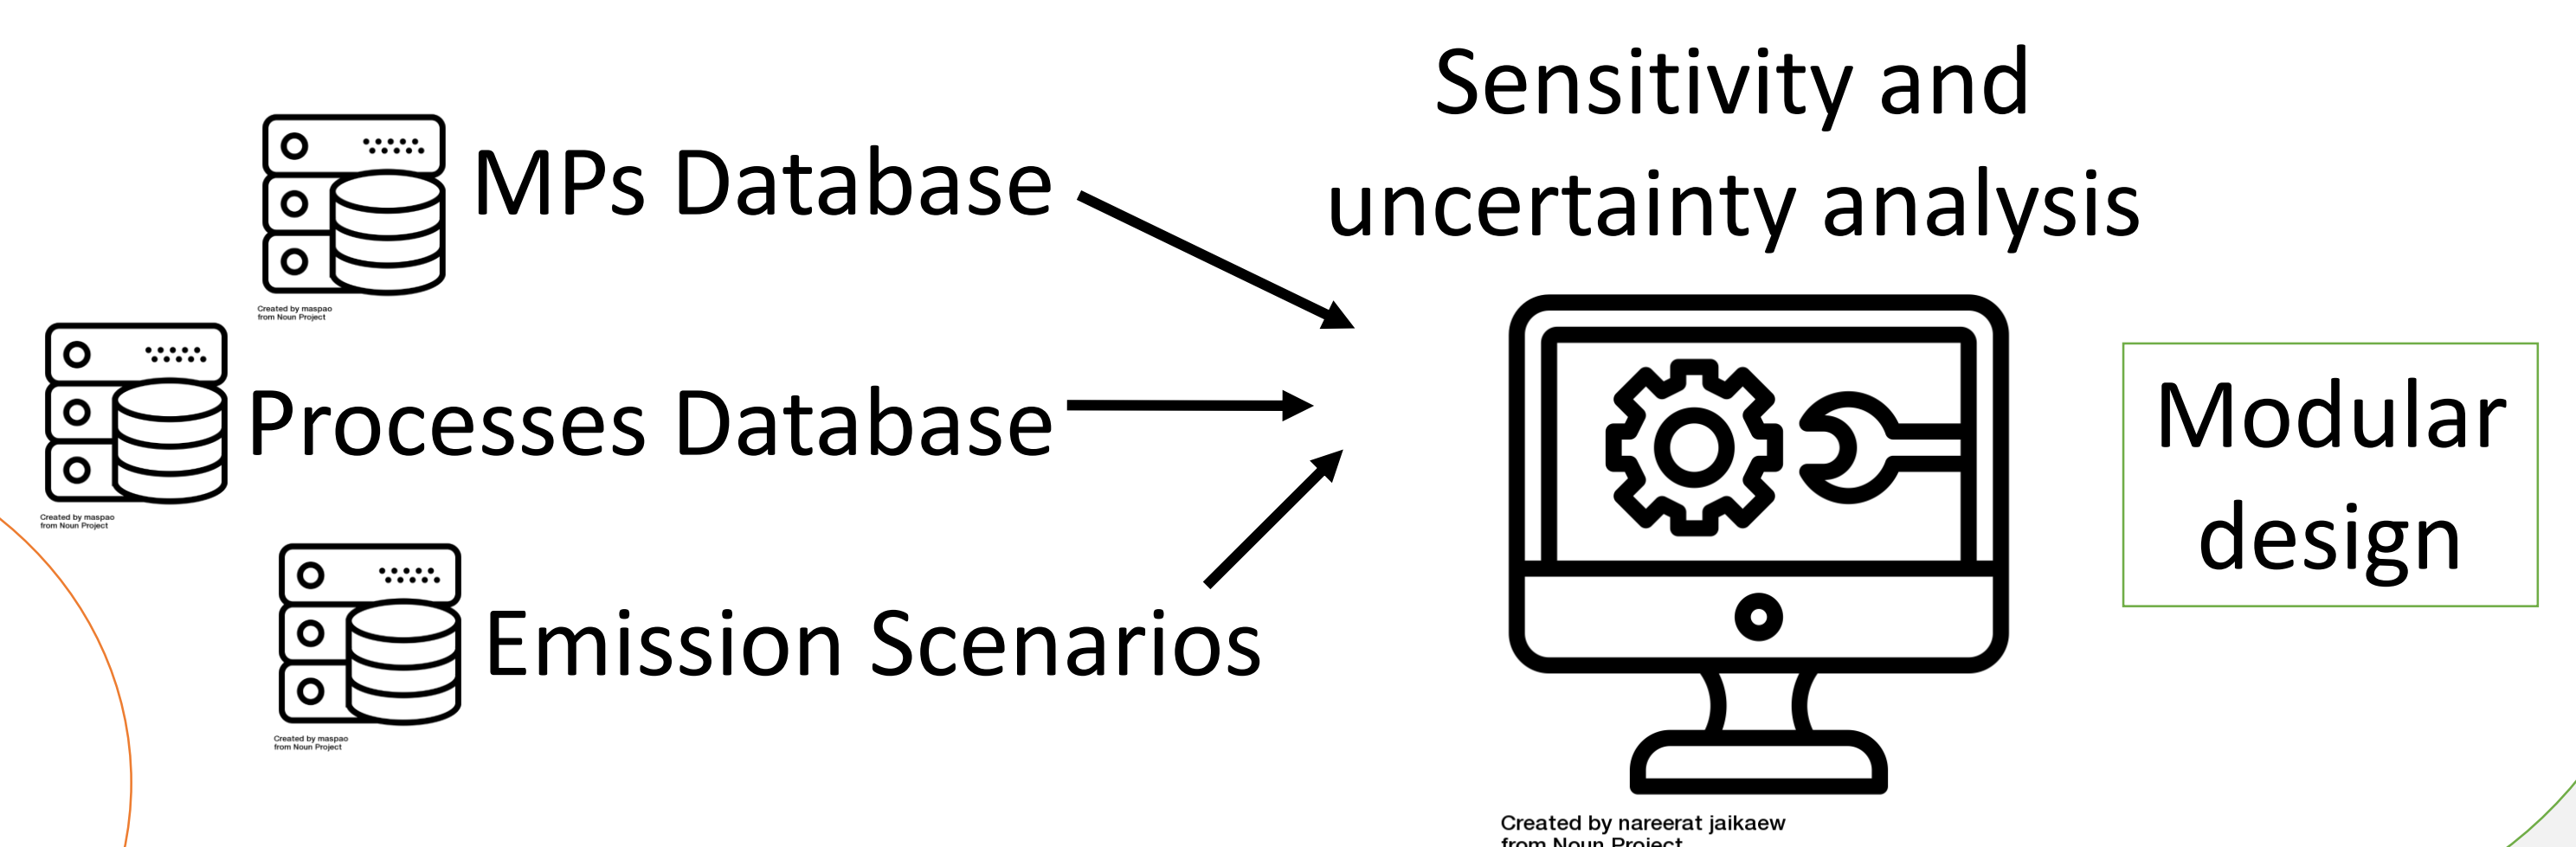 Sensitivity and
uncertainty analysis
MPs Database
Created by maspao
from Noun Project
Processes Database
Created by maspao
from Noun Project
Emission Scenarios
Created by maspao
from Noun Project
Modular
design
Created by nareerat jaikaew
from Noun Project